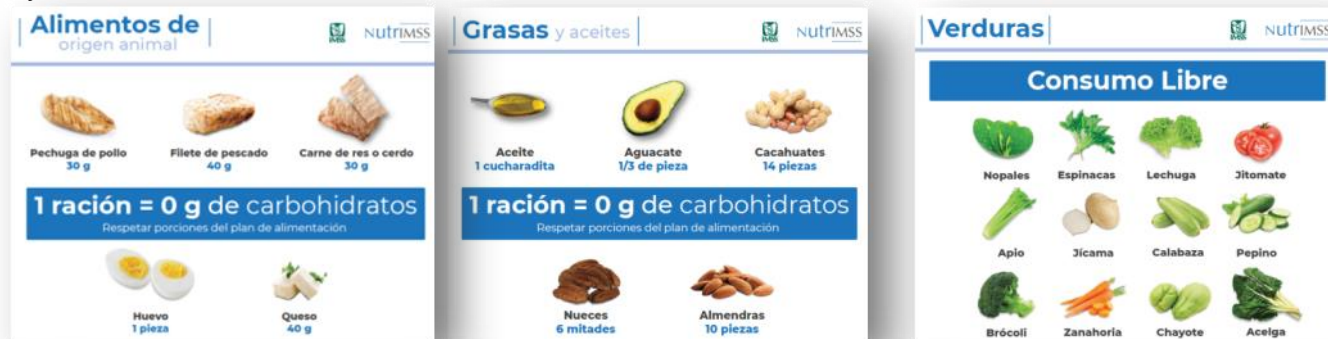 Alimentos de
origen animal
IMSS
NutrIMSS
Pechuga de pollo
30 g
Filete de pescado
40 g
Carne de res o cerdo
30 g
1 ración = 0 g de carbohidratos
Respetar porciones del plan de alimentación
Huevo
1 pieza
Queso
40 g
Grasas y aceites
IMSS
NutrIMSS
Aceite
1 cucharadita
Aguacate
1/3 de pieza
Cacahuates
14 piezas
1 ración = 0 g de carbohidratos
Respetar porciones del plan de alimentación
Nueces
6 mitades
Almendras
10 piezas
Verduras
IMSS
NutrIMSS
Consumo Libre
Nopales
Espinacas
Lechuga
Jitomate
Apio
Jícama
Calabaza
Pepino
Brócoli
Zanahoria
Chayote
Acelga